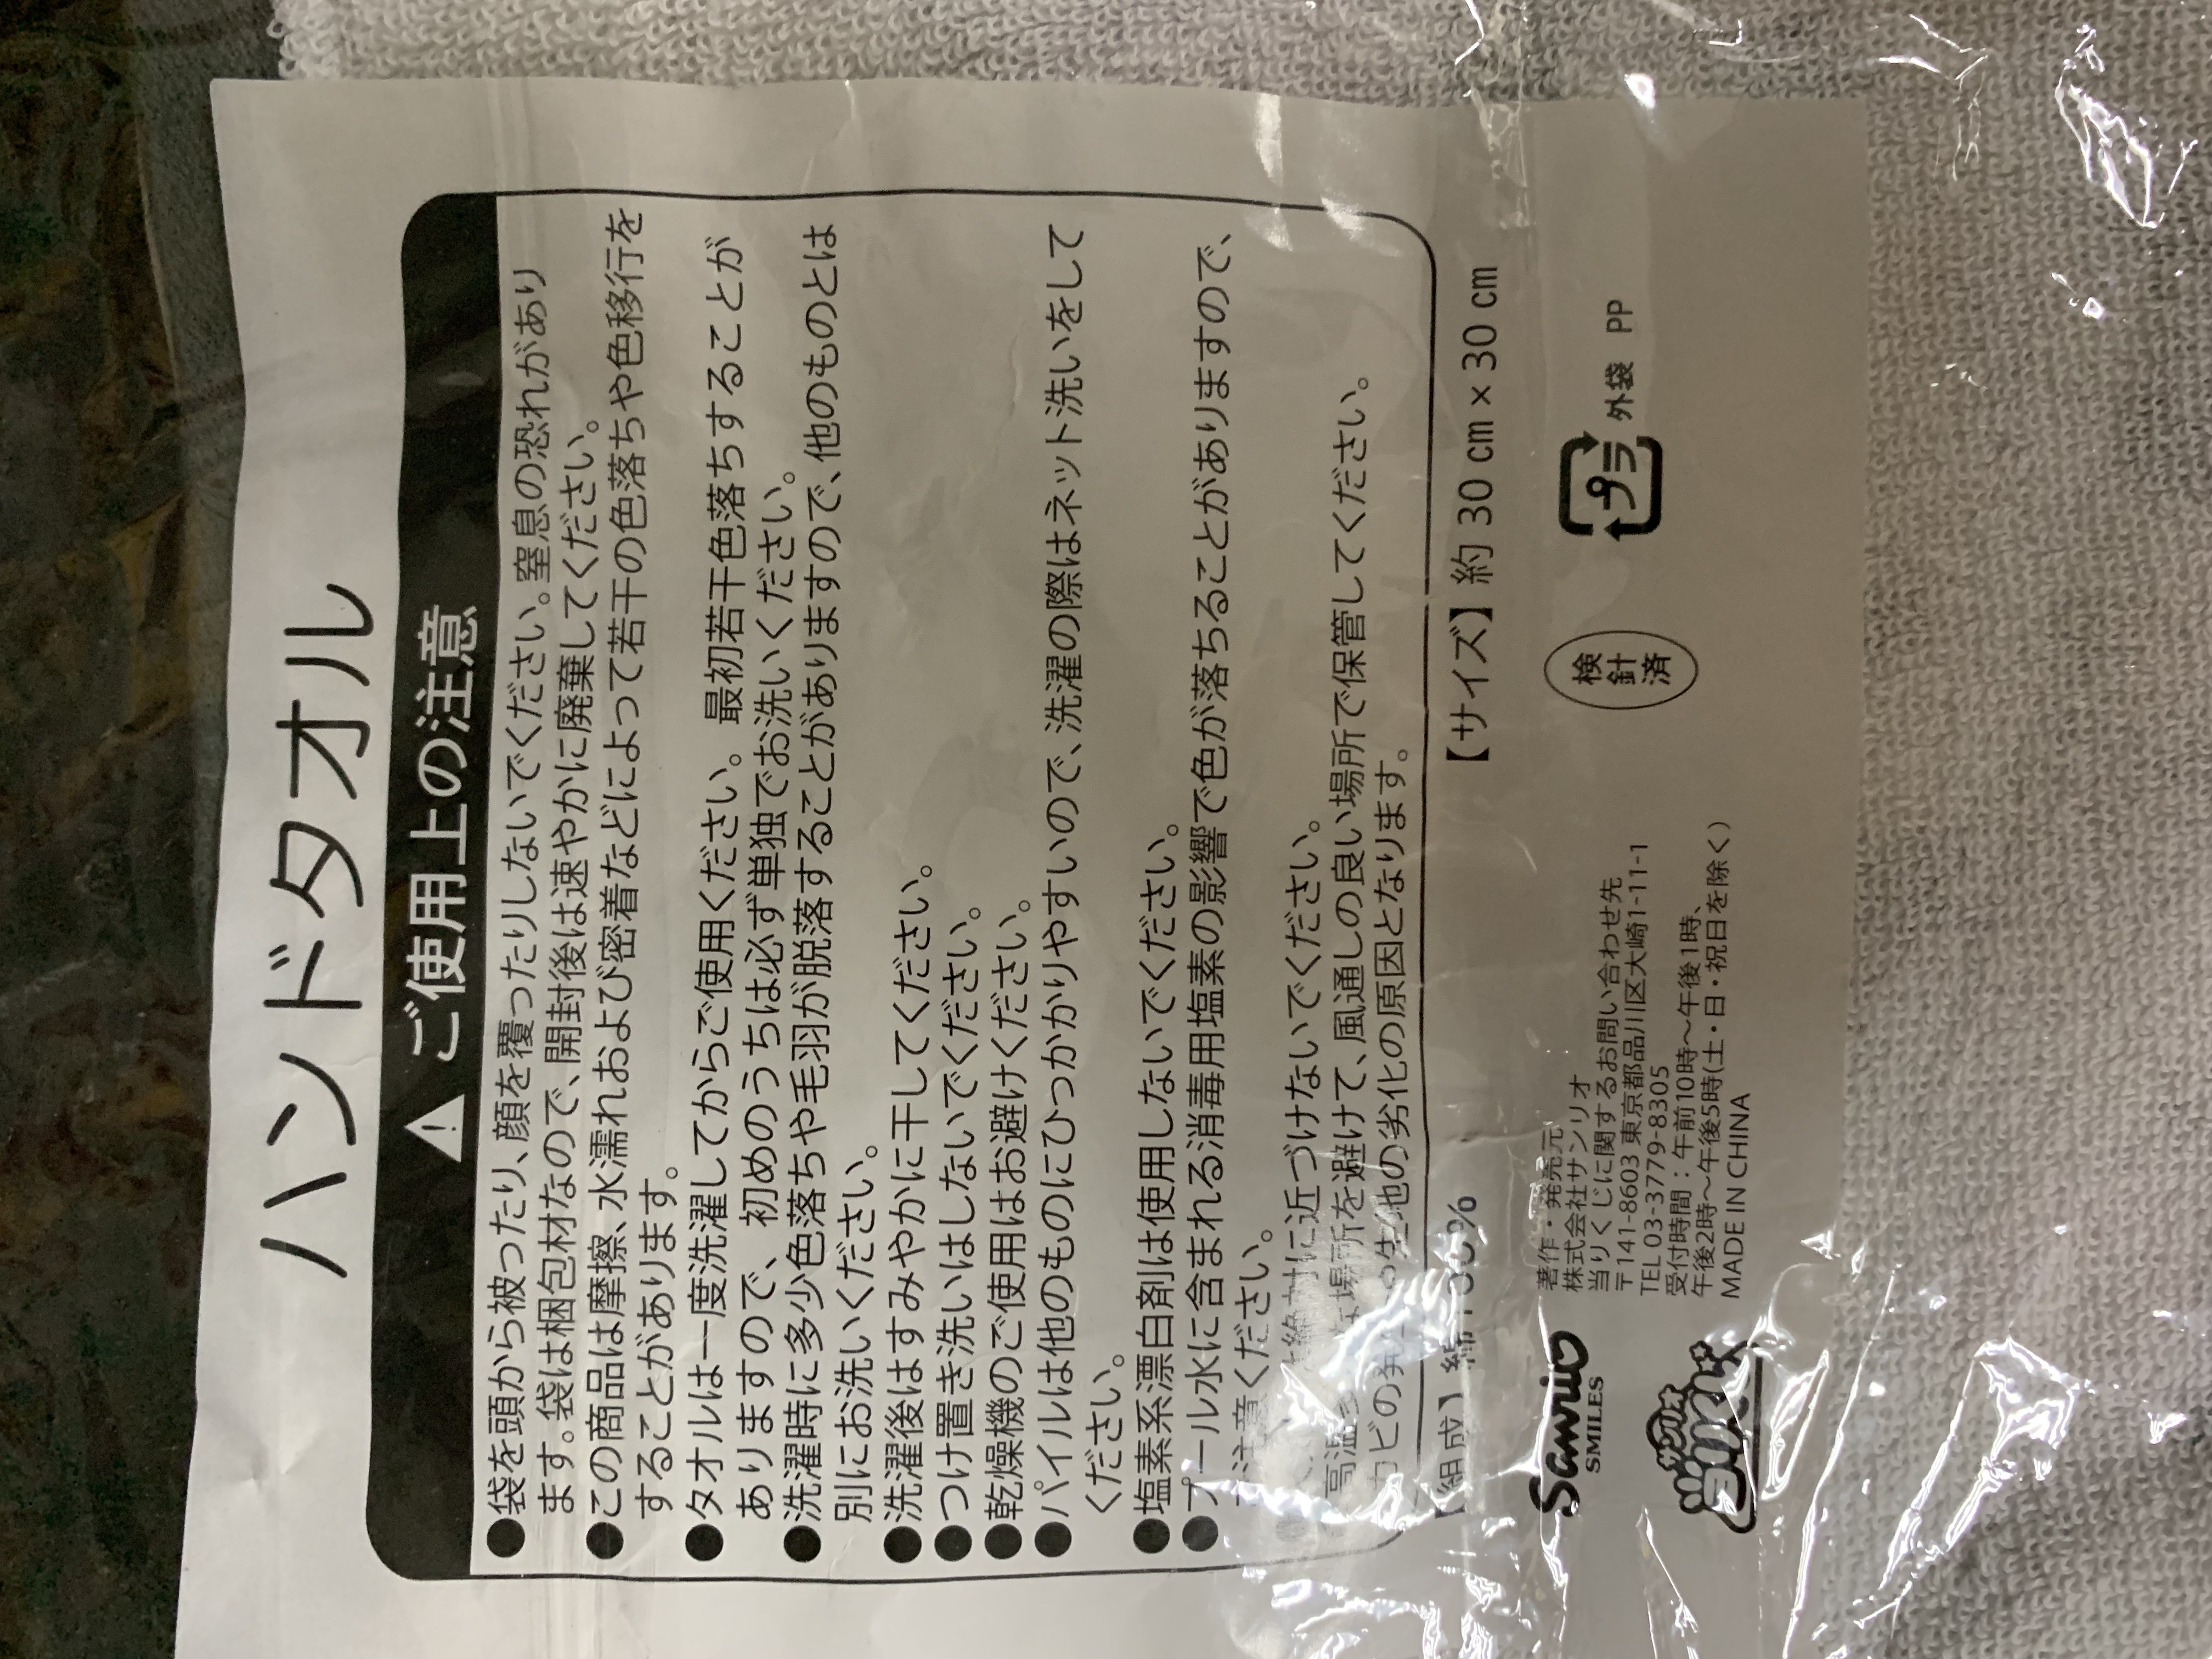 ハンドタオル
ご使用上の注意
●袋を頭から被ったり、顔を覆ったりしないでください。窒息の恐れがあり
ます。袋は梱包材なので、開封後は速やかに廃棄してください。
●この商品は摩擦、水濡れおよび密着などによって若干の色落ちや色移行を
することがあります。
●タオルは一度洗濯してからご使用ください。最初若干色落ちすることが
ありますので、初めのうちは必ず単独でお洗いください。
●洗濯時に多少色落ちや毛羽が脱落することがありますので、他のものとは
別にお洗いください。
●洗濯後はすみやかに干してください。
●つけ置き洗いはしないでください。
●乾燥機のご使用はお避けください。
●パイルは他のものにひっかかりやすいので、洗濯の際はネット洗いをして
ください。
●塩素系漂白剤は使用しないでください。
●プール水に含まれる消毒用塩素の影響で色が落ちることがありますので、
注意ください。
絶対に近づけないでください。
高温 な場所を避けて、風通しの良い場所で保管してください。
カビの発 生地の劣化の原因となります。
【組成】綿100%
【サイズ】約 30 cm × 30 cm
Sanrio
SMILES
著作・発売元
株式会社サンリオ
当りくじに関するお問い合わせ先
〒141-8603 東京都品川区大崎1-11-1
TEL 03-3779-8305
受付時間：午前10時〜午後1時、
午後2時〜午後5時(土・日・祝日を除く)
MADE IN CHINA
検
針
済
プラ
外袋 PP